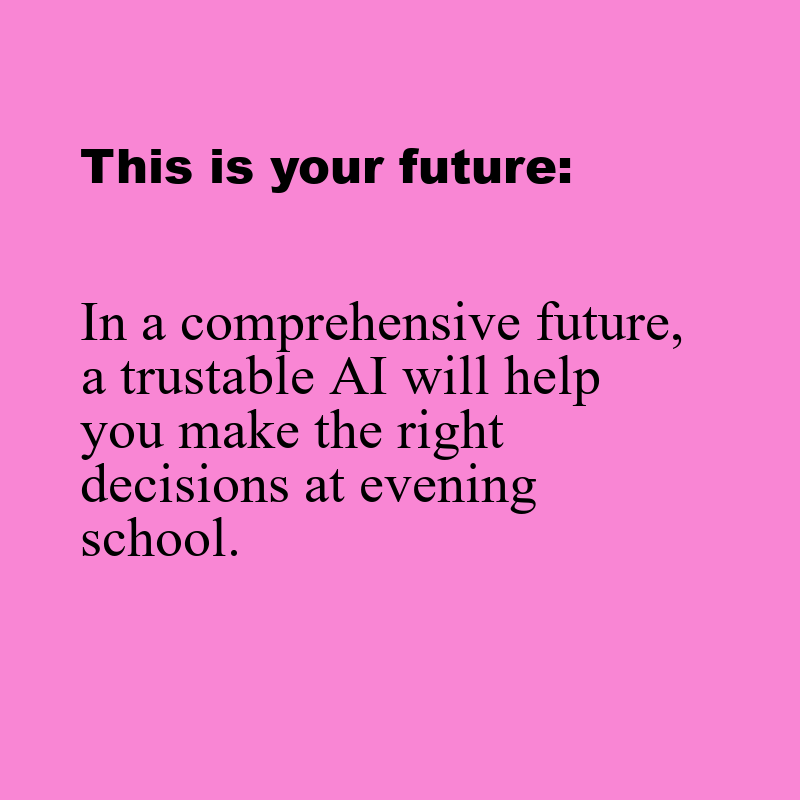 This is your future:
In a comprehensive future,
a trustable AI will help
you make the right
decisions at evening
school.